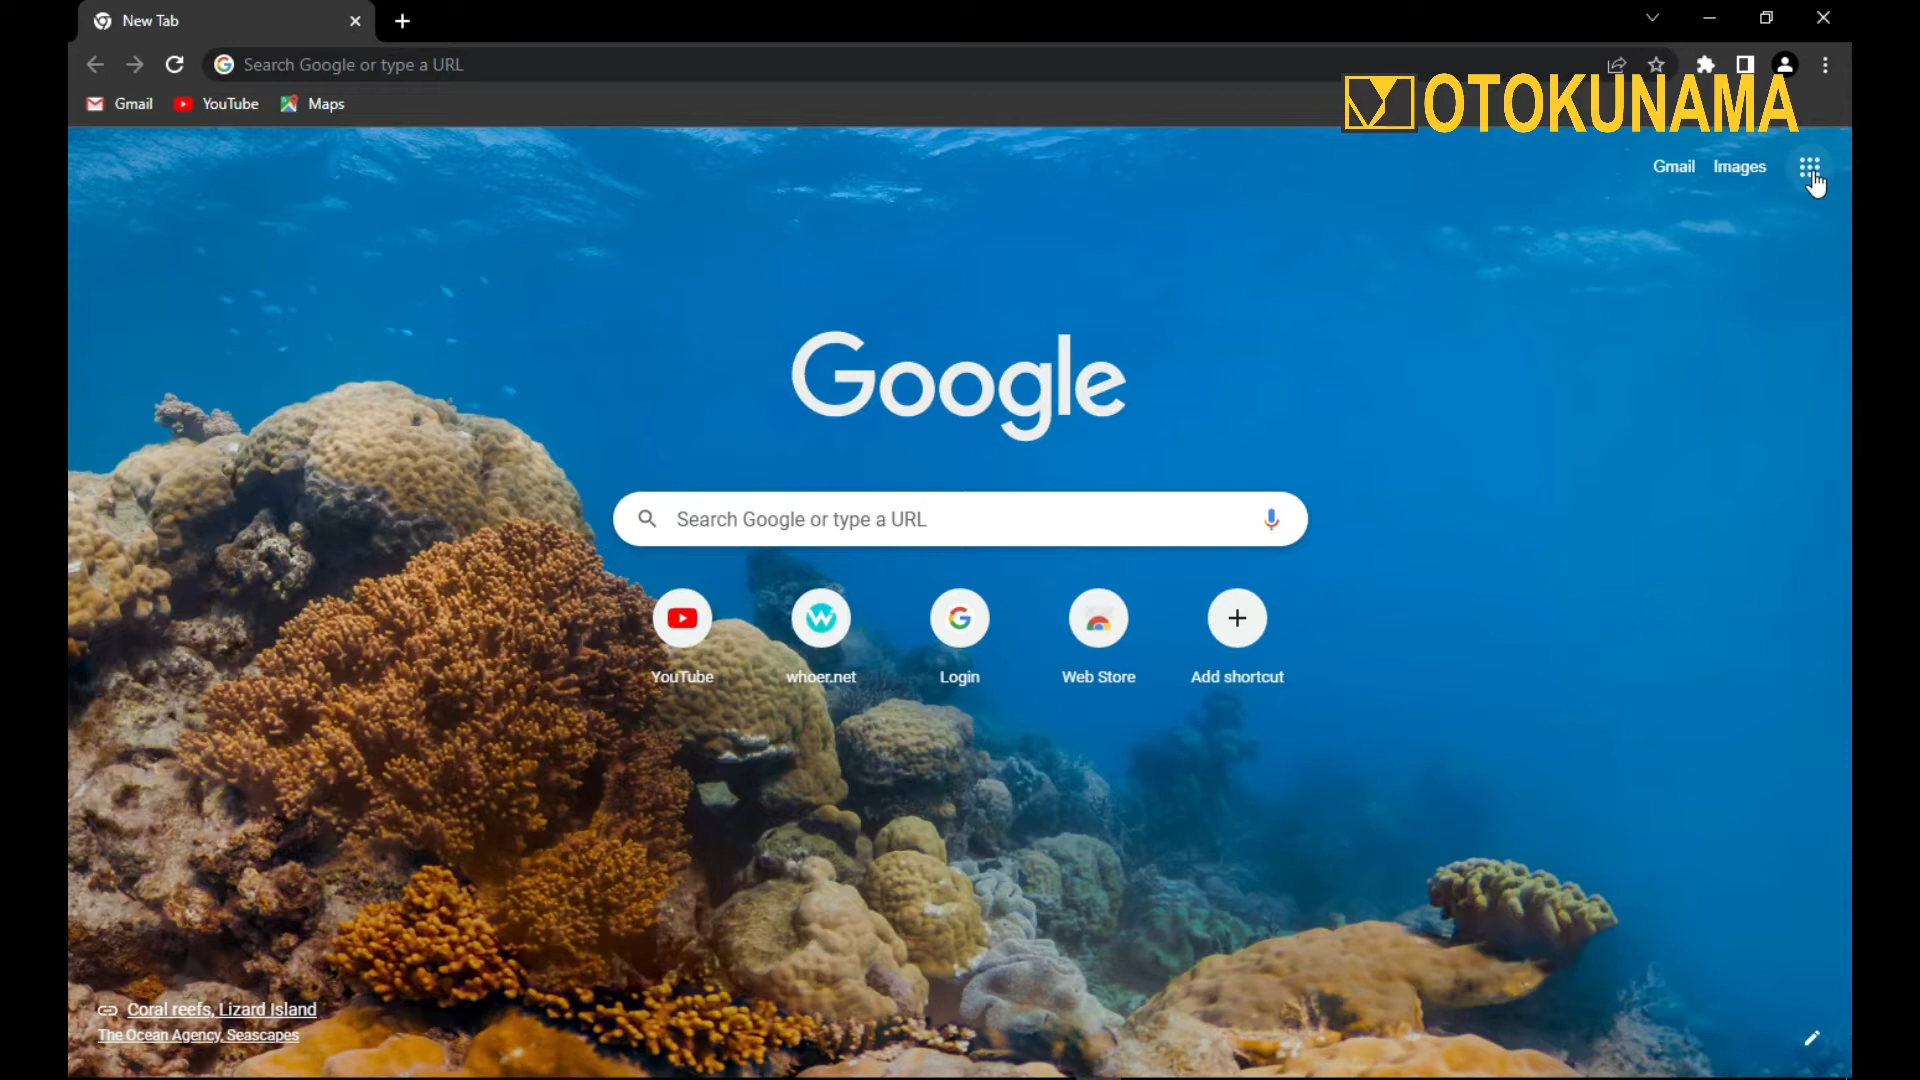 New Tab
Search Google or type a URL
Gmail YouTube Maps
OTOKUNAMA
Gmail Images
Google
Search Google or type a URL
YouTube whoer.net Login Web Store Add shortcut
Coral reefs, Lizard Island
The Ocean Agency, Seascapes